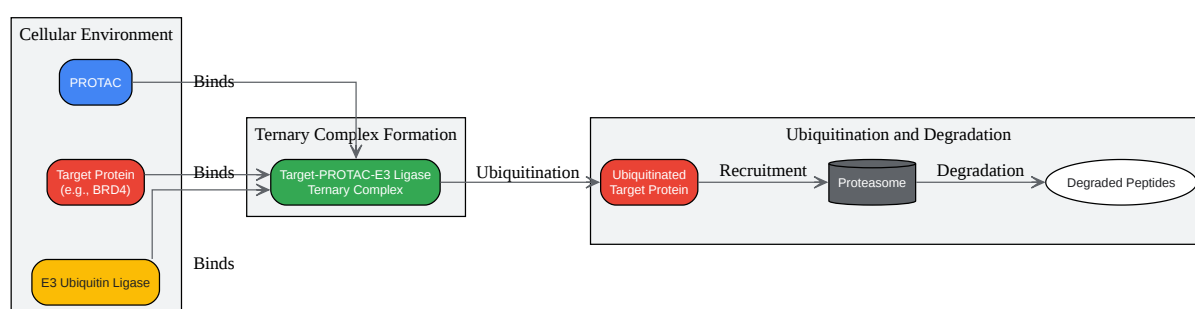 Cellular Environment
PROTAC
Binds
Target Protein
(e.g., BRD4)
Binds
E3 Ubiquitin Ligase
Binds
Ternary Complex Formation
Target-PROTAC-E3 Ligase
Ternary Complex
Ubiquitination
Ubiquitination and Degradation
Ubiquitinated
Target Protein
Recruitment
Proteasome
Degradation
Degraded Peptides